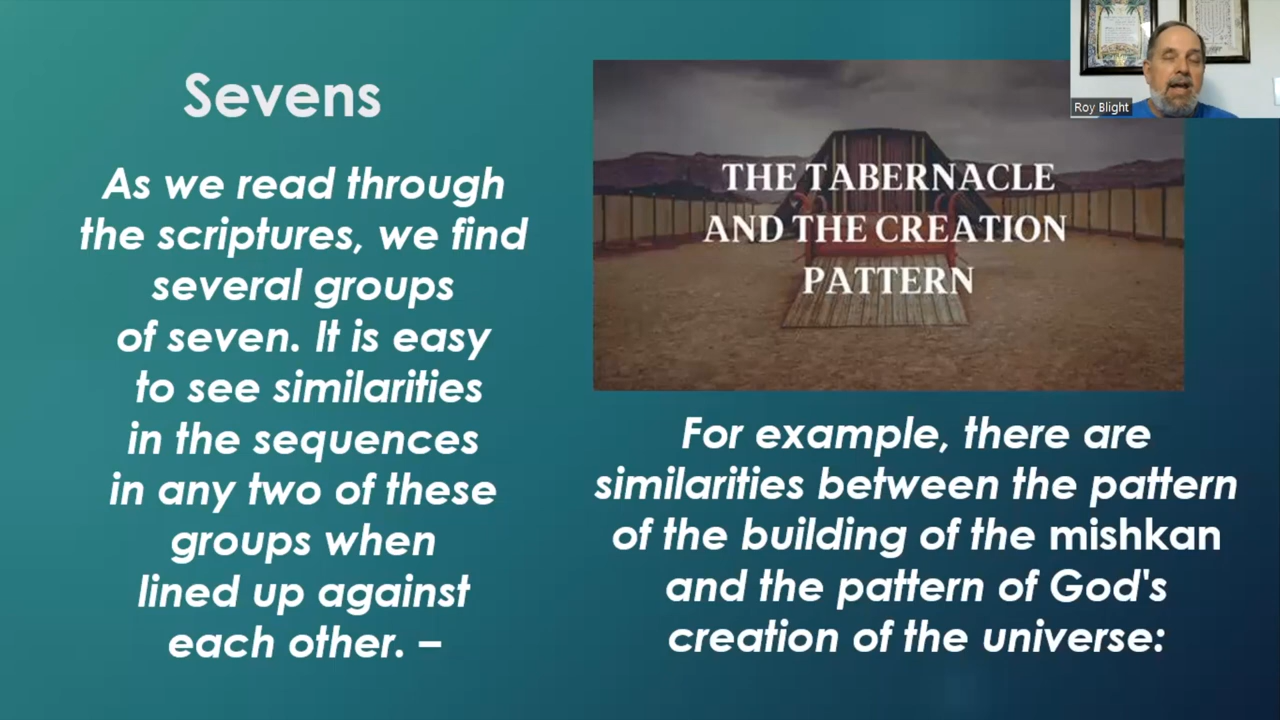 Sevens
As we read through
the scriptures, we find
several groups
of seven. It is easy
to see similarities
in the sequences
in any two of these
groups when
lined up against
each other. –
THE TABERNACLE
AND THE CREATION
PATTERN
For example, there are
similarities between the pattern
of the building of the mishkan
and the pattern of God's
creation of the universe:
Roy Blight